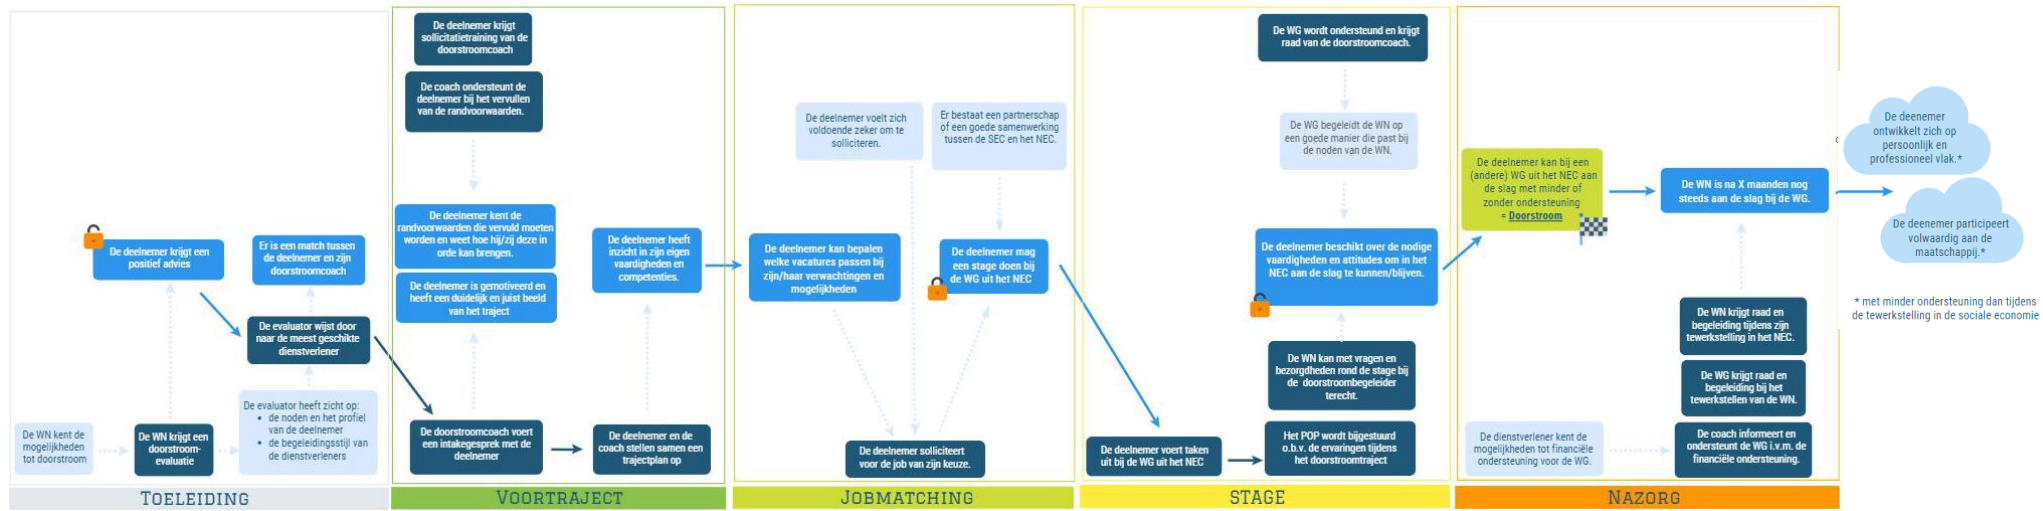 De WN kent de
mogelijkheden
tot doorstroom
De WN krijgt een
doorstroom-
evaluatie
De evaluator heeft zicht op:
• de noden en het profiel
van de deelnemer
• de begeleidingsstijl van
de dienstverleners
De deelnemer krijgt een
positief advies
Er is een match tussen
de deelnemer en zijn
doorstroomcoach
De evaluator wijst door
naar de meest geschikte
dienstverlener
TOELEIDING
De deelnemer krijgt
sollicitatietraining van de
doorstroomcoach
De coach ondersteunt de
deelnemer bij het vervullen
van de randvoorwaarden.
De deelnemer kent de
randvoorwaarden die vervuld moeten
worden en weet hoe hij/zij deze in
orde kan brengen.
De deelnemer is gemotiveerd en
heeft een duidelijk en juist beeld
van het traject
De deelnemer heeft
inzicht in zijn eigen
vaardigheden en
competenties.
De doorstroomcoach voert
een intakegesprek met de
deelnemer
De deelnemer en de
coach stellen samen een
trajectplan op
VOORTRAJECT
De deelnemer voelt zich
voldoende zeker om te
solliciteren.
Er bestaat een partnerschap
of een goede samenwerking
tussen de SEC en het NEC.
De deelnemer kan bepalen
welke vacatures passen bij
zijn/haar verwachtingen en
mogelijkheden
De deelnemer mag
een stage doen bij
de WG uit het NEC
De deelnemer solliciteert
voor de job van zijn keuze.
JOBMATCHING
De WG wordt ondersteund en krijgt
raad van de doorstroomcoach.
De WG begeleidt de WN op
een goede manier die past bij
de noden van de WN.
De deelnemer beschikt over de nodige
vaardigheden en attitudes om in het
NEC aan de slag te kunnen/blijven.
De WN kan met vragen en
bezorgdheden rond de stage bij
de doorstroombegeleider
terecht.
De deelnemer voert taken
uit bij de WG uit het NEC
Het POP wordt bijgestuurd
o.b.v. de ervaringen tijdens
het doorstroomtraject
STAGE
De deelnemer kan bij een
(andere) WG uit het NEC aan
de slag met minder of
zonder ondersteuning
= Doorstroom
De WN is na X maanden nog
steeds aan de slag bij de WG.
De WN krijgt raad en
begeleiding tijdens zijn
tewerkstelling in het NEC.
De WG krijgt raad en
begeleiding bij het
tewerkstellen van de WN.
De dienstverlener kent de
mogelijkheden tot financiële
ondersteuning voor de WG.
De coach informeert en
ondersteunt de WG i.v.m. de
financiële ondersteuning.
NAZORG
De deenemer
ontwikkelt zich op
persoonlijk en
professioneel vlak.*
De deenemer participeert
volwaardig aan de
maatschappij.*
* met minder ondersteuning dan tijdens
de tewerkstelling in de sociale economie